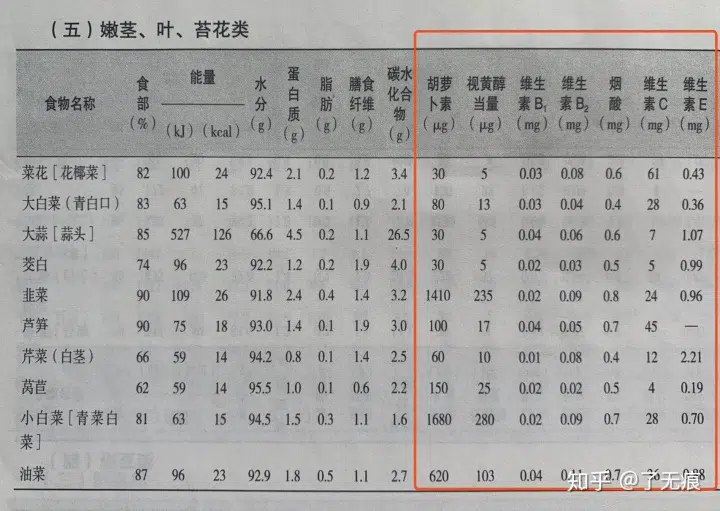 (五)嫩茎、叶、苔花类
食物名称 食部(%) 能量(kJ) (kcal) 水分(g) 蛋白质(g) 脂肪(g) 膳食纤维(g) 碳水化合物(g) 胡萝卜素(μg) 视黄醇当量(μg) 维生素B₁(mg) 维生素B₂(mg) 烟酸(mg) 维生素C(mg) 维生素E(mg)
菜花[花椰菜] 82 100 24 92.4 2.1 0.2 1.2 3.4 30 5 0.03 0.08 0.6 61 0.43
大白菜(青白口) 83 63 15 95.1 1.4 0.1 0.9 2.1 80 13 0.03 0.04 0.4 28 0.36
大蒜[蒜头] 85 527 126 66.6 4.5 0.2 1.1 26.5 30 5 0.04 0.06 0.6 7 1.07
茭白 74 96 23 92.2 1.2 0.2 1.9 4.0 30 5 0.02 0.03 0.5 5 0.99
韭菜 90 109 26 91.8 2.4 0.4 1.4 3.2 1410 235 0.02 0.09 0.8 24 0.96
芦笋 90 75 18 93.0 1.4 0.1 1.9 3.0 100 17 0.04 0.05 0.7 45 —
芹菜(白茎) 66 59 14 94.2 0.8 0.1 1.4 2.5 60 10 0.01 0.08 0.4 12 2.21
莴苣 62 59 14 95.5 1.0 0.1 0.6 2.2 150 25 0.02 0.02 0.5 4 0.19
小白菜[青菜白 81 63 15 94.5 1.5 0.3 1.1 1.6 1680 280 0.02 0.09 0.7 28 0.70
菜]
油菜 87 96 23 92.9 1.8 0.5 1.1 2.7 620 103 0.04 0.11 0.7 36 0.88
知乎 @了无痕